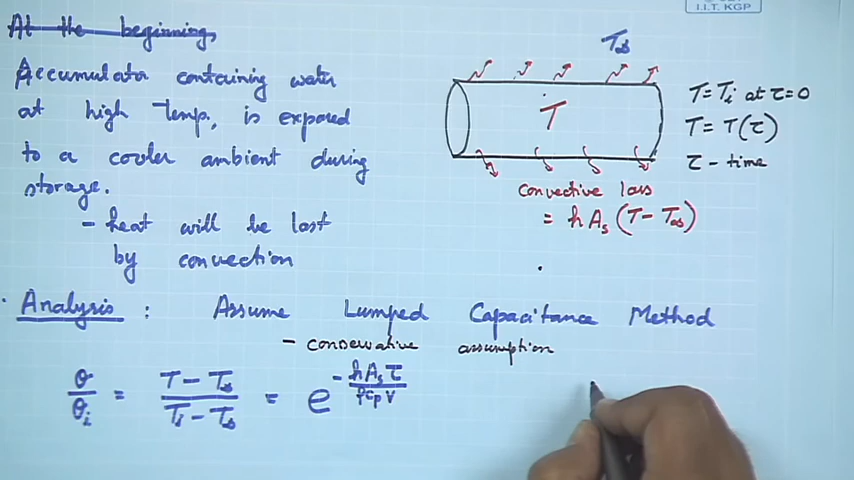 At the beginning,
Accumulator containing water
at high Temp, is exposed
to a cooler ambient during
storage.
- heat will be lost
by convection
I.I.T. KGP
T∞
T
T = Ti at τ = 0
T = T(τ)
τ - time
convective loss
= h As (T - T∞)
Analysis : Assume Lumped Capacitance Method
- conservative assumption
θ/θi = (T - T∞)/(Ti - T∞) = e^(-h As τ/ρ cp V)